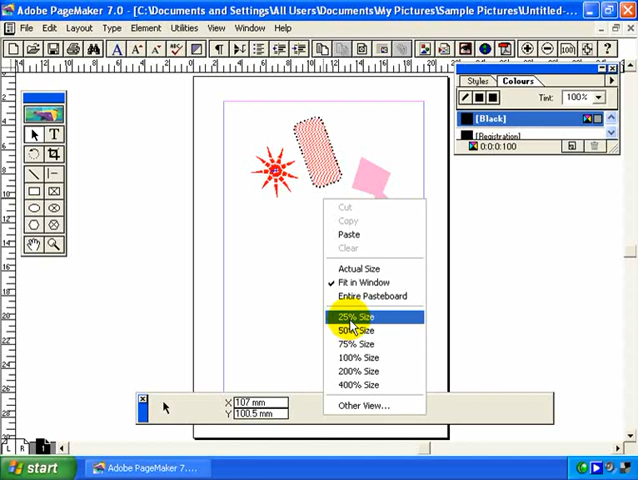 Adobe PageMaker 7.0 - [C:\Documents and Settings\All Users\Documents\My Pictures\Sample Pictures\Untitled-
File Edit Layout Type Element Utilities View Window Help
Styles Colours
Tint: 100%
[Black]
[Registration]
0:0:0:100
Cut
Copy
Paste
Clear
Actual Size
Fit in Window
Entire Pasteboard
25% Size
50% Size
75% Size
100% Size
200% Size
400% Size
Other View...
X 107 mm
Y 100.5 mm
L R 1
start Adobe PageMaker 7....